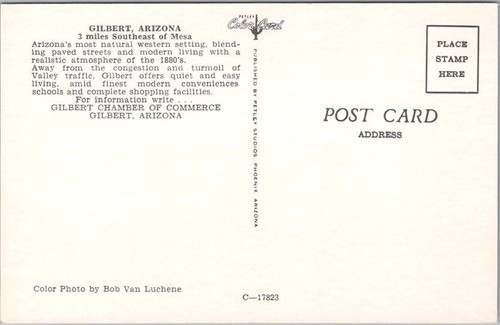 GILBERT, ARIZONA
3 miles Southeast of Mesa
Arizona's most natural western setting, blend-
ing paved streets and modern living with a
realistic atmosphere of the 1880's.
Away from the congestion and turmoil of
Valley traffic, Gilbert offers quiet and easy
living, amid finest modern conveniences
schools and complete shopping facilities.
For information write . . .
GILBERT CHAMBER OF COMMERCE
GILBERT, ARIZONA
Color Photo by Bob Van Luchene
PETLEY
Color Card
PUBLISHED BY PETLEY STUDIOS, PHOENIX, ARIZONA
C—17823
PLACE
STAMP
HERE
POST CARD
ADDRESS